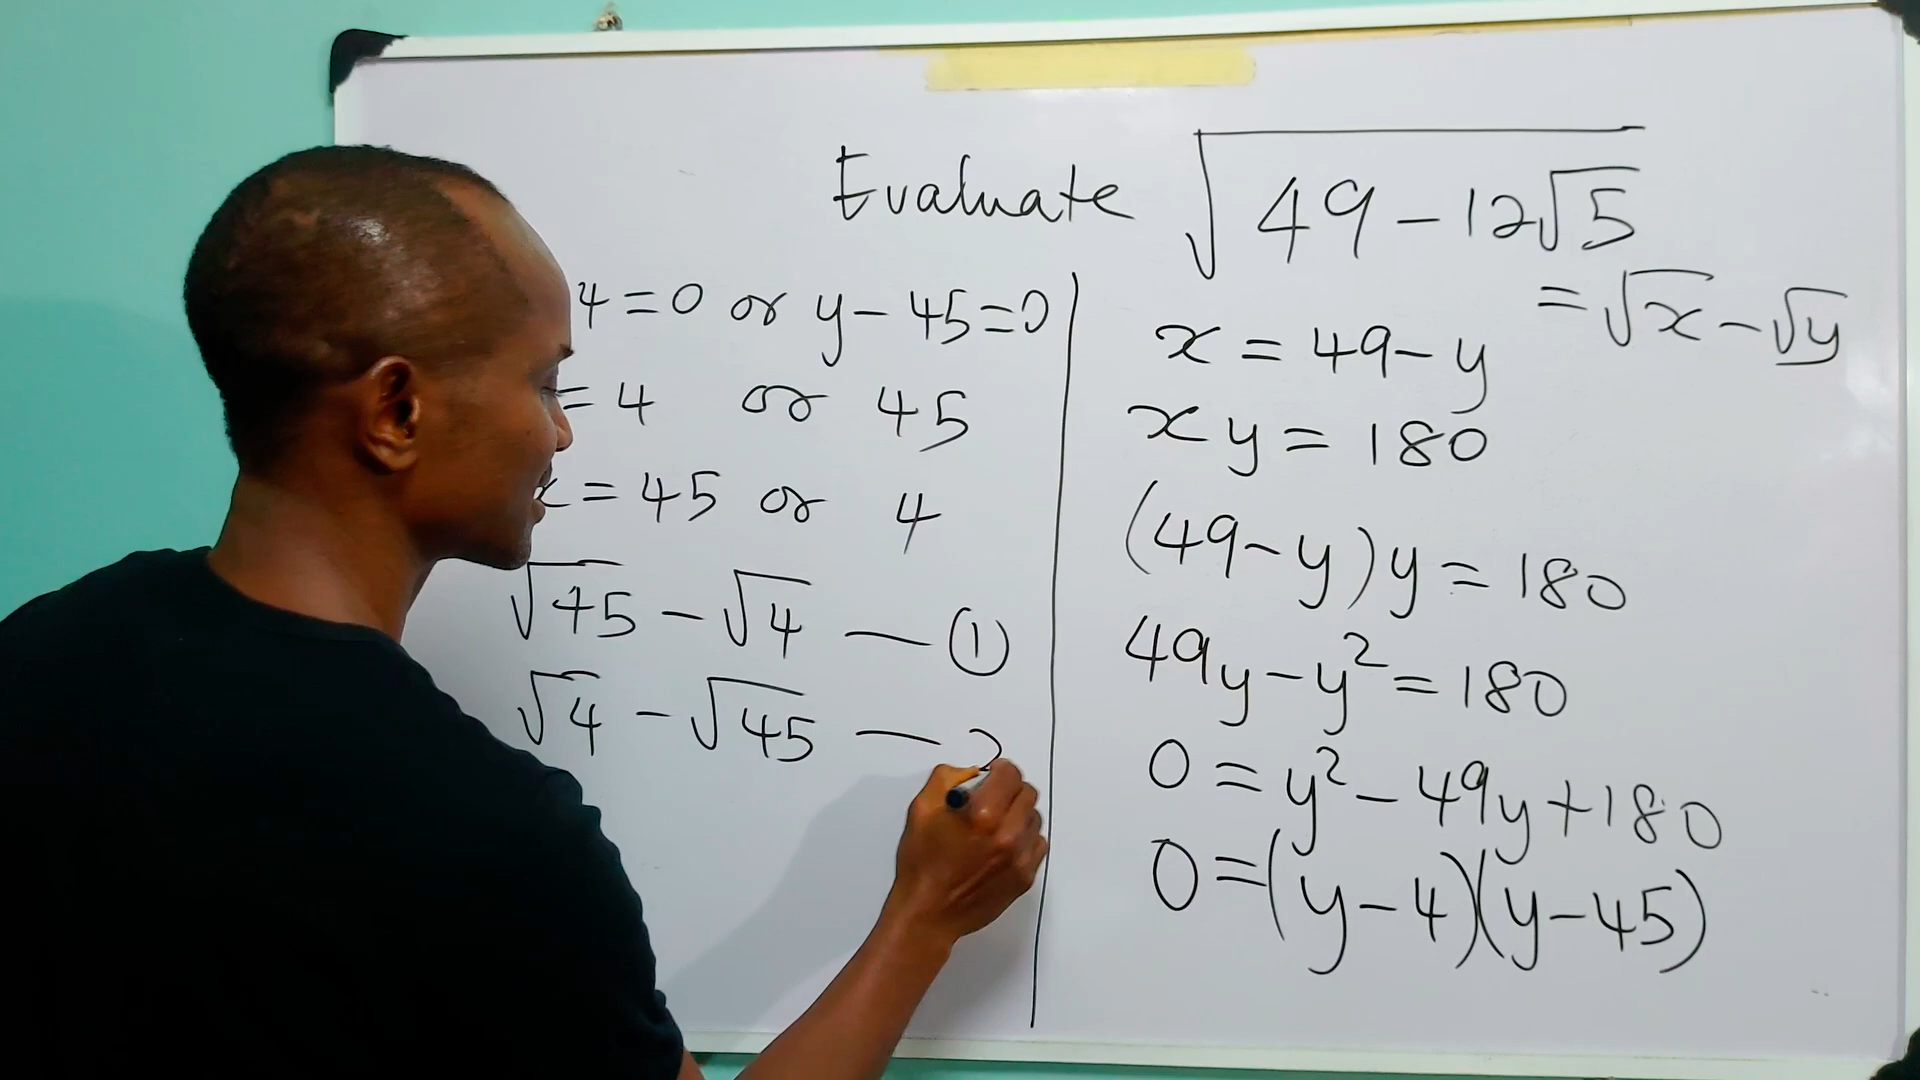 Evaluate √(49-12√5)
= √x - √y
x = 49 - y
xy = 180
(49-y)y = 180
49y - y² = 180
0 = y² - 49y + 180
0 = (y-4)(y-45)
4 = 0 or y - 45 = 0
= 4 or 45
x = 45 or 4
√45 - √4 — ①
√4 - √45 — 2